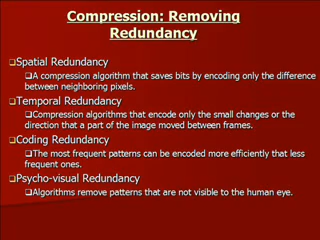 Compression: Removing
Redundancy
Spatial Redundancy
A compression algorithm that saves bits by encoding only the difference
between neighboring pixels.
Temporal Redundancy
Compression algorithms that encode only the small changes or the
direction that a part of the image moved between frames.
Coding Redundancy
The most frequent patterns can be encoded more efficiently that less
frequent ones.
Psycho-visual Redundancy
Algorithms remove patterns that are not visible to the human eye.